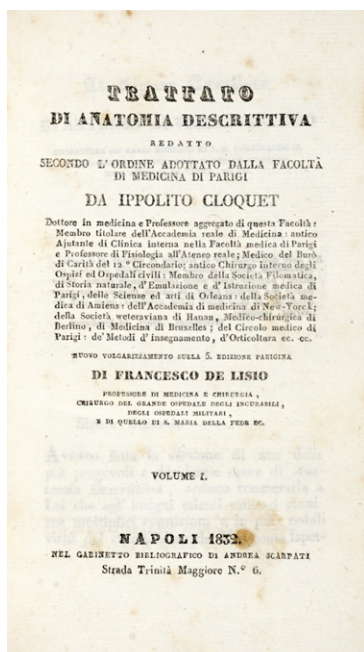 TRATTATO
DI ANATOMIA DESCRITTIVA
REDATTO
SECONDO L'ORDINE ADOTTATO DALLA FACOLTÀ
DI MEDICINA DI PARIGI
DA IPPOLITO CLOQUET
Dottore in medicina e Professore aggregato di questa Facoltà:
Membro titolare dell'Accademia reale di Medicina: antico
Ajutante di Clinica interna nella Facoltà medica di Parigi
e Professore di Fisiologia all'Ateneo reale; Medico del Burò
di Carità del 12° Circondario; antico Chirurgo interno degli
Ospizi ed Ospedali civili: Membro della Società Filomatica,
di Storia naturale, d'Emulazione e d'Istruzione medica di
Parigi, delle Scienze ed arti di Orleans: della Società me-
dica di Amiens: dell'Accademia di medicina di New-Yorck;
della Società weteraviana di Hanau, Medico-chirurgica di
Berlino, di Medicina di Bruxelles; del Circolo medico di
Parigi: de' Metodi d'insegnamento, d'Orticoltura ec. ec.
NUOVO VOLGARIZZAMENTO SULLA 5. EDIZIONE PARIGINA
DI FRANCESCO DE LISIO
PROFESSORE DI MEDICINA E CHIRURGIA,
CHIRURGO DEL GRANDE OSPEDALE DEGLI INCURABILI,
DEGLI OSPEDALI MILITARI,
E DI QUELLO DI S. MARIA DELLA FEDE EC.
VOLUME I.
NAPOLI 1832.
NEL GABINETTO BIBLIOGRAFICO DI ANDREA SCARPATI
Strada Trinità Maggiore N.° 6.